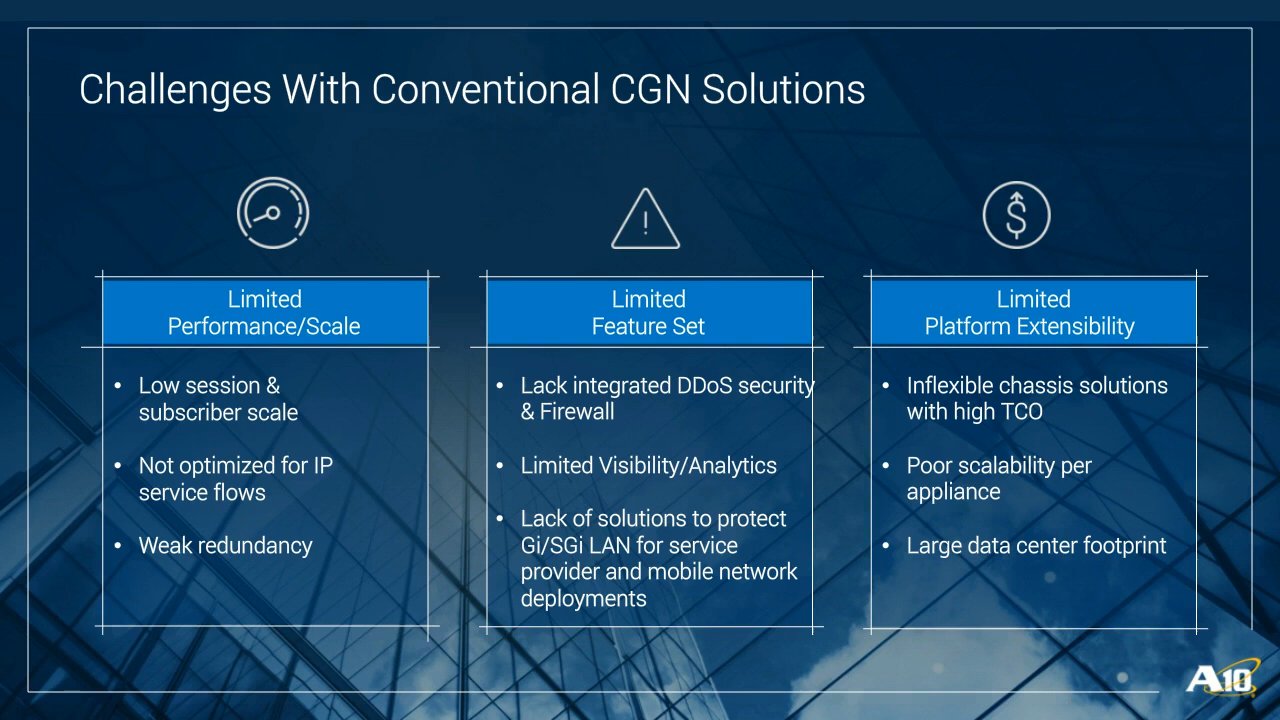 Challenges With Conventional CGN Solutions
Limited
Performance/Scale
• Low session &
subscriber scale
• Not optimized for IP
service flows
• Weak redundancy
Limited
Feature Set
• Lack integrated DDoS security
& Firewall
• Limited Visibility/Analytics
• Lack of solutions to protect
Gi/SGi LAN for service
provider and mobile network
deployments
Limited
Platform Extensibility
• Inflexible chassis solutions
with high TCO
• Poor scalability per
appliance
• Large data center footprint
A10